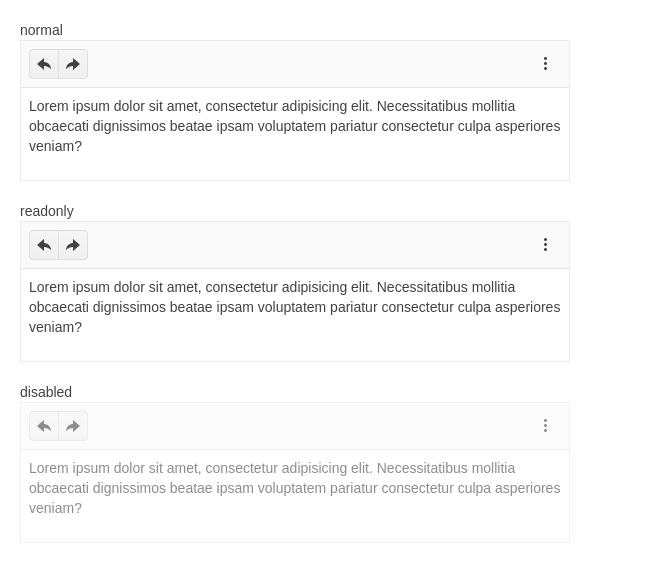 normal
Lorem ipsum dolor sit amet, consectetur adipisicing elit. Necessitatibus mollitia
obcaecati dignissimos beatae ipsam voluptatem pariatur consectetur culpa asperiores
veniam?
readonly
Lorem ipsum dolor sit amet, consectetur adipisicing elit. Necessitatibus mollitia
obcaecati dignissimos beatae ipsam voluptatem pariatur consectetur culpa asperiores
veniam?
disabled
Lorem ipsum dolor sit amet, consectetur adipisicing elit. Necessitatibus mollitia
obcaecati dignissimos beatae ipsam voluptatem pariatur consectetur culpa asperiores
veniam?